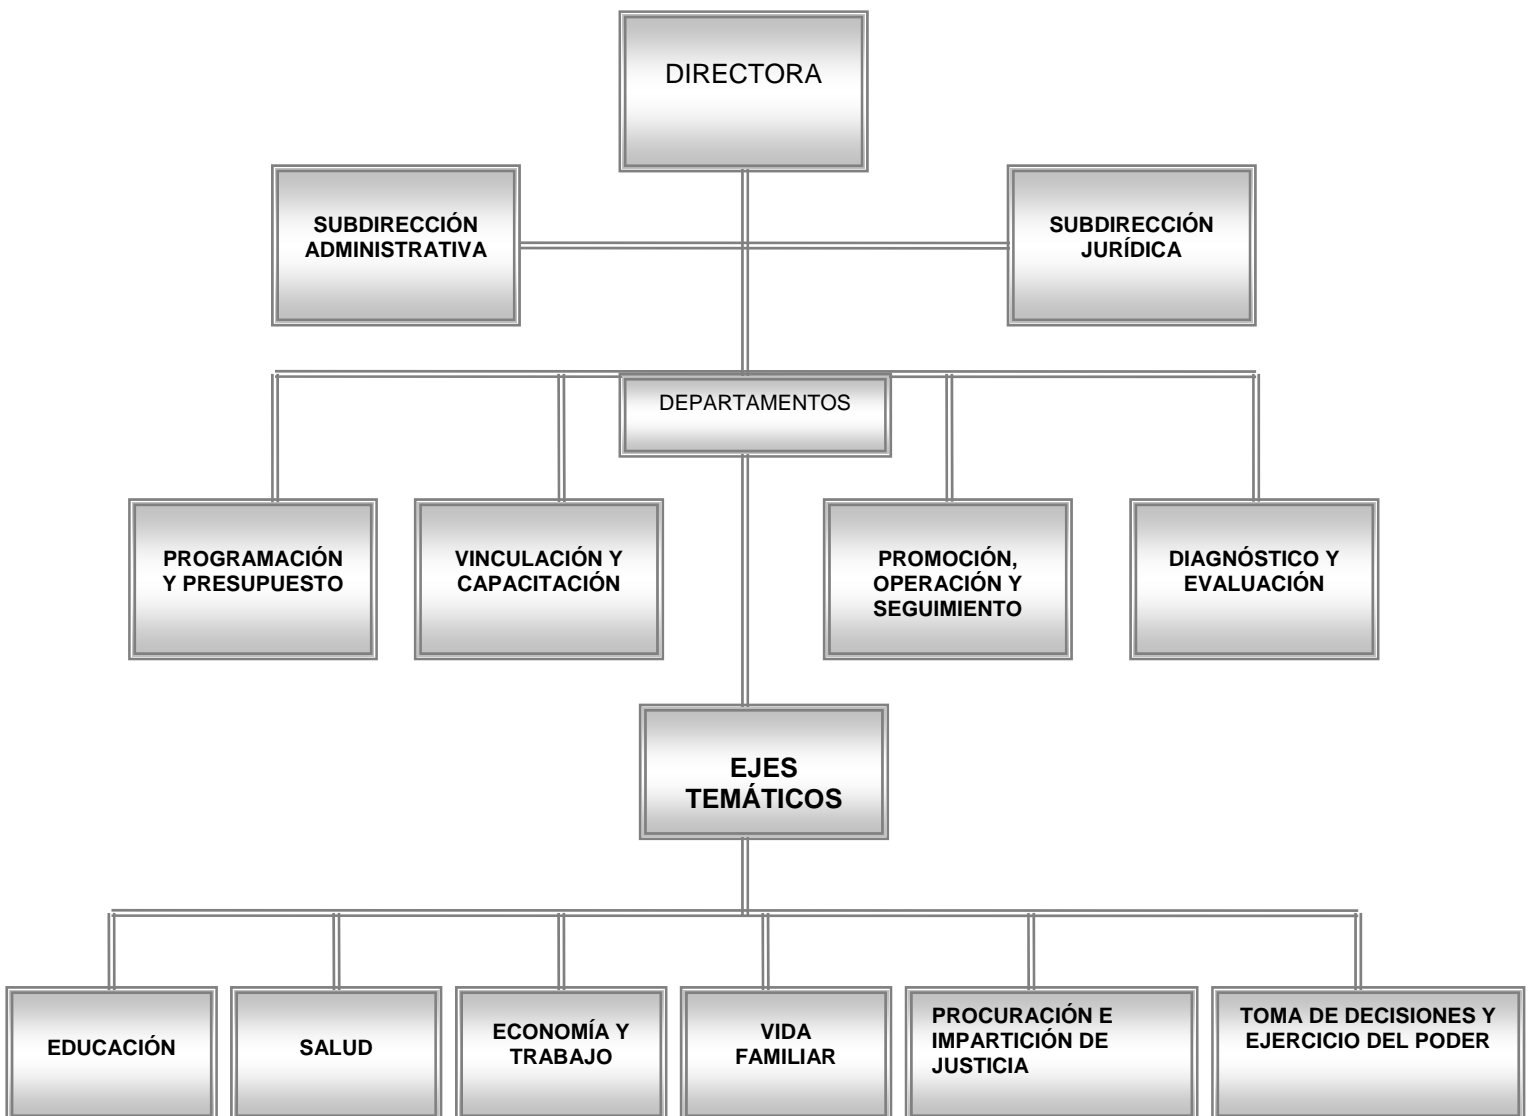 DIRECTORA
SUBDIRECCIÓN
ADMINISTRATIVA
SUBDIRECCIÓN
JURÍDICA
DEPARTAMENTOS
PROGRAMACIÓN
Y PRESUPUESTO
VINCULACIÓN Y
CAPACITACIÓN
PROMOCIÓN,
OPERACIÓN Y
SEGUIMIENTO
DIAGNÓSTICO Y
EVALUACIÓN
EJES
TEMÁTICOS
EDUCACIÓN
SALUD
ECONOMÍA Y
TRABAJO
VIDA
FAMILIAR
PROCURACIÓN E
IMPARTICIÓN DE
JUSTICIA
TOMA DE DECISIONES Y
EJERCICIO DEL PODER